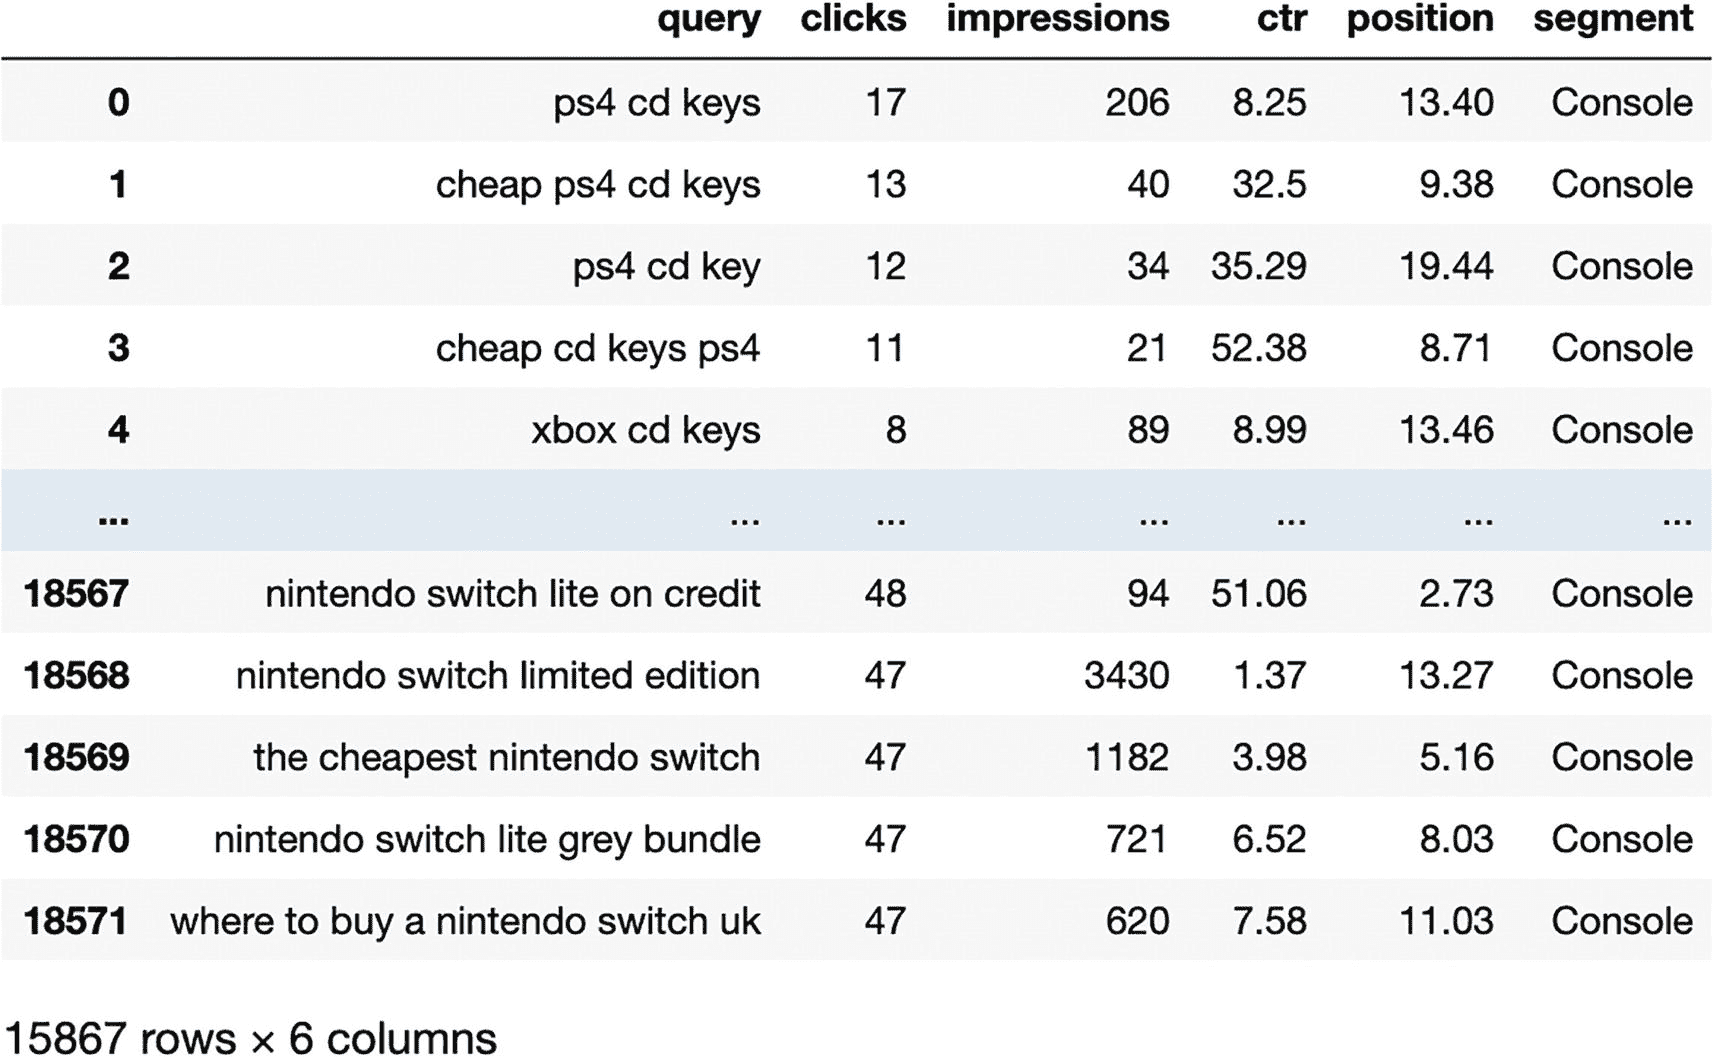 query clicks impressions ctr position segment
0 ps4 cd keys 17 206 8.25 13.40 Console
1 cheap ps4 cd keys 13 40 32.5 9.38 Console
2 ps4 cd key 12 34 35.29 19.44 Console
3 cheap cd keys ps4 11 21 52.38 8.71 Console
4 xbox cd keys 8 89 8.99 13.46 Console
... ... ... ... ... ... ...
18567 nintendo switch lite on credit 48 94 51.06 2.73 Console
18568 nintendo switch limited edition 47 3430 1.37 13.27 Console
18569 the cheapest nintendo switch 47 1182 3.98 5.16 Console
18570 nintendo switch lite grey bundle 47 721 6.52 8.03 Console
18571 where to buy a nintendo switch uk 47 620 7.58 11.03 Console
15867 rows × 6 columns